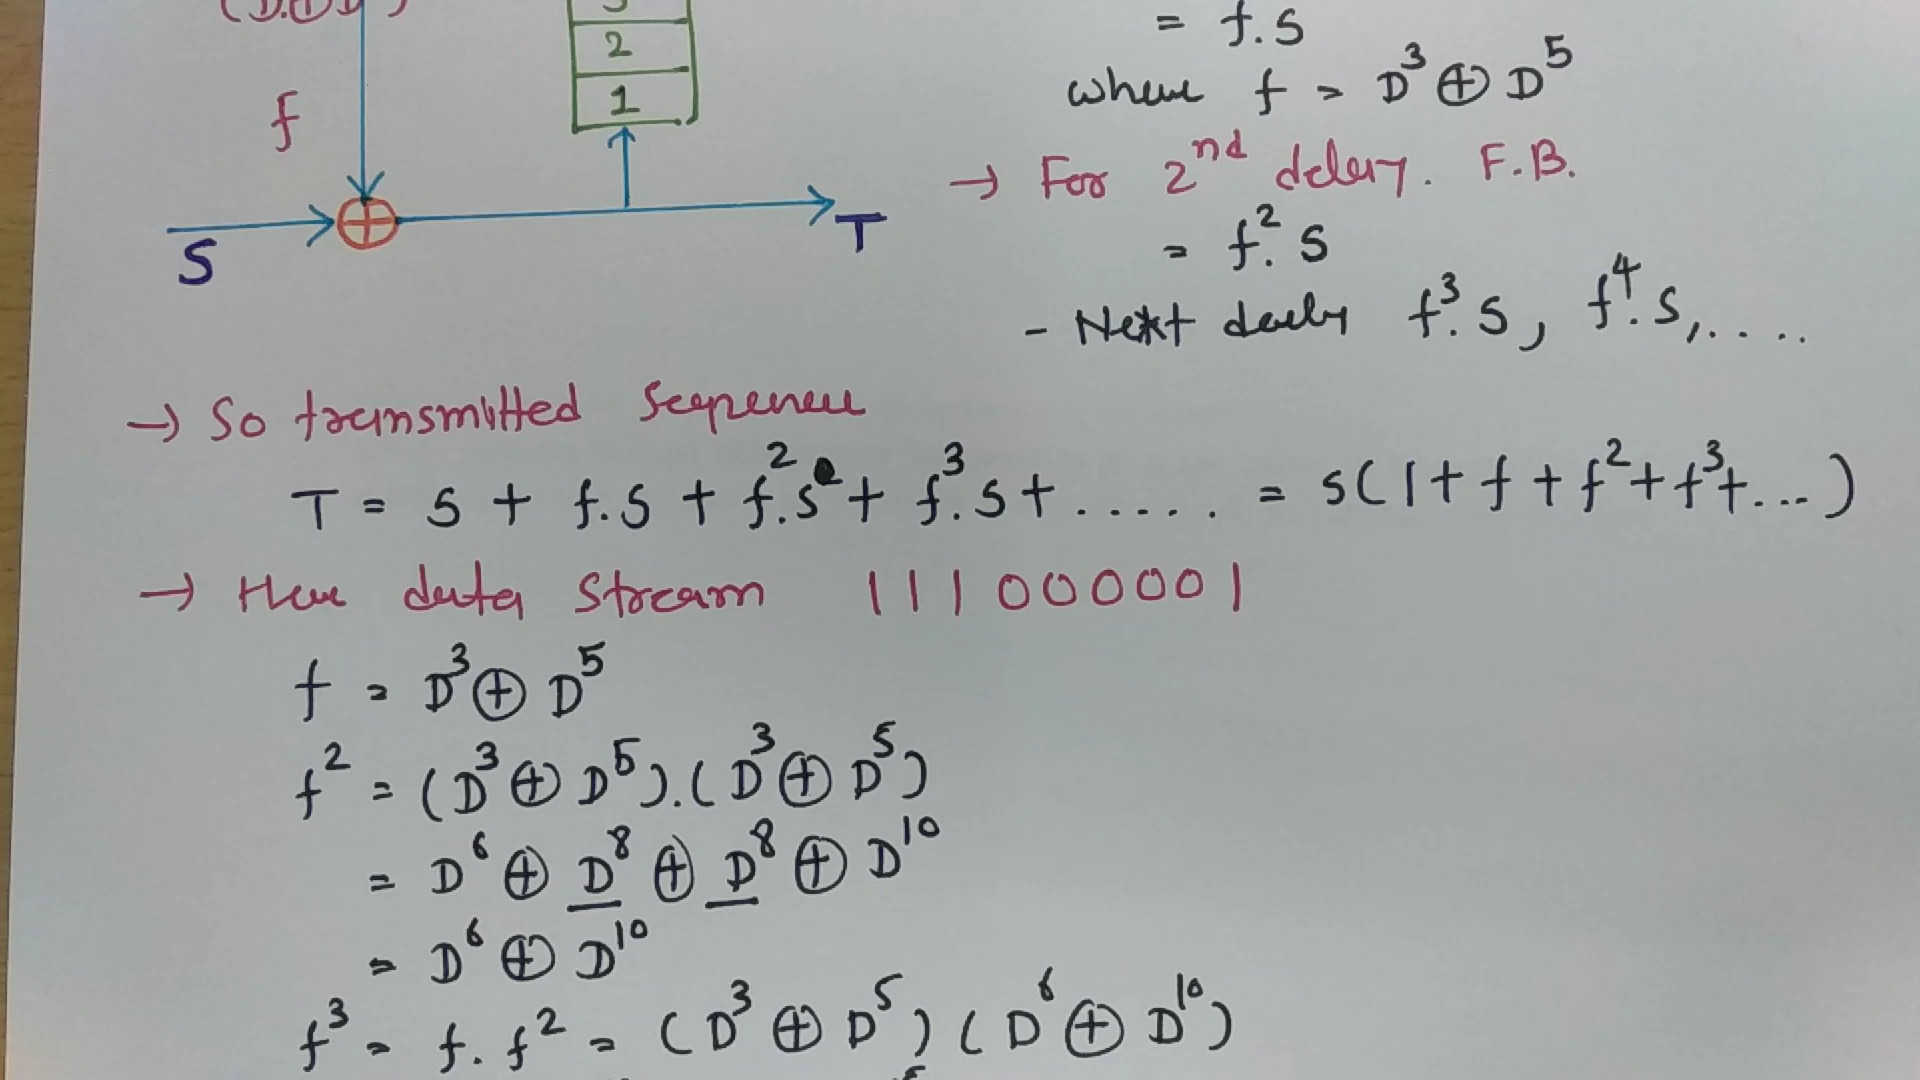 = f.S
2
where f = D³ ⊕ D⁵
1
f
→ For 2nd delay. F.B.
S
T
= f².S
- Next delay f³.S, f⁴.S,.....
→ So transmitted sequence
T = S + f.S + f².S + f³.S + ..... = S(1 + f + f² + f³ + ...)
→ Here data stream 111000001
f = D³ ⊕ D⁵
f² = (D³ ⊕ D⁵).(D³ ⊕ D⁵)
= D⁶ ⊕ D⁸ ⊕ D⁸ ⊕ D¹⁰
= D⁶ ⊕ D¹⁰
f³ = f.f² = (D³ ⊕ D⁵)(D⁶ ⊕ D¹⁰)